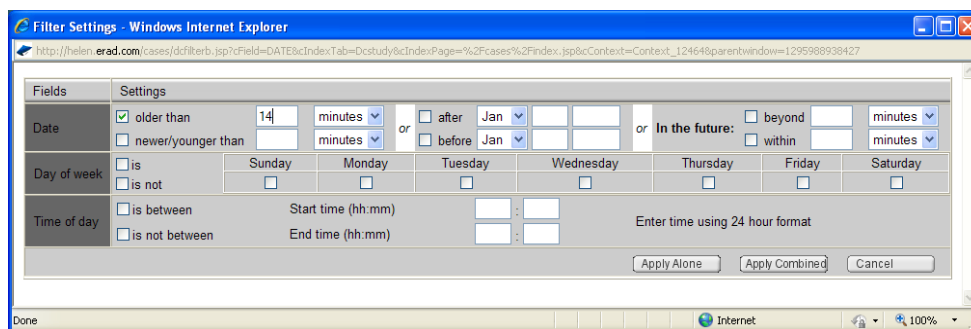 Filter Settings - Windows Internet Explorer
http://helen.erad.com/cases/dcfilterb.jsp?cField=DATE&cIndexTab=Dcstudy&cIndexPage=%2Fcases%2Findex.jsp&cContext=Context_12464&parentwindow=1295988938427
Fields Settings
Date
older than 14 minutes or after Jan or In the future: beyond minutes
newer/younger than minutes before Jan within minutes
Day of week is Sunday Monday Tuesday Wednesday Thursday Friday Saturday
is not
Time of day is between Start time (hh:mm) : Enter time using 24 hour format
is not between End time (hh:mm) :
Apply Alone Apply Combined Cancel
Done Internet 100%